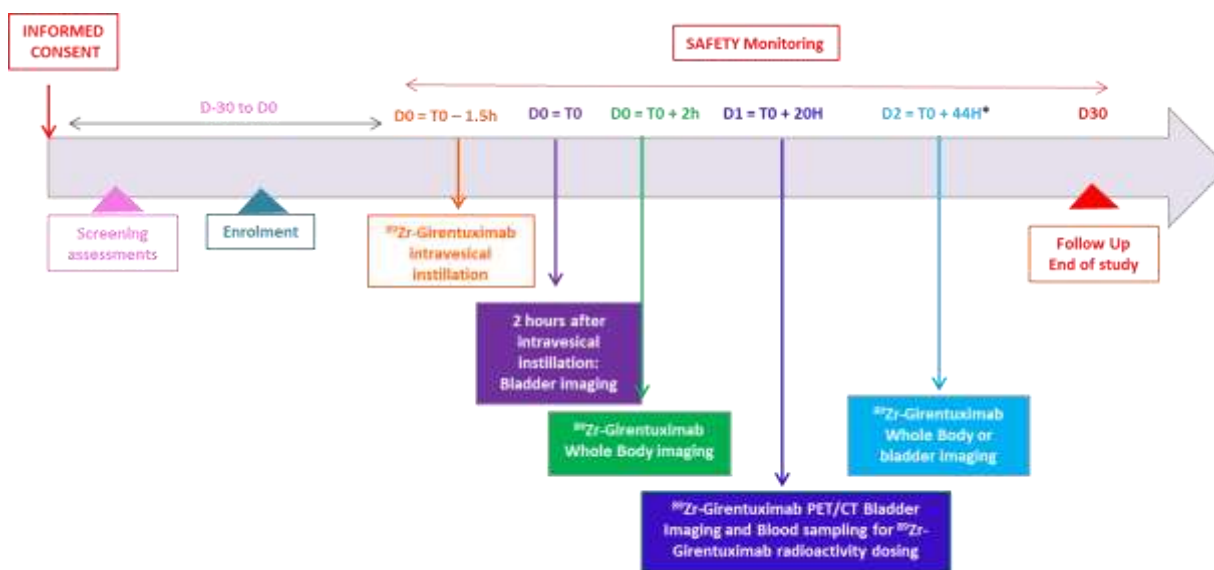 INFORMED
CONSENT
SAFETY Monitoring
D-30 to D0
D0 = T0 – 1.5h
D0 = T0
D0 = T0 + 2h
D1 = T0 + 20H
D2 = T0 + 44H*
D30
Screening
assessments
Enrolment
⁸⁹Zr-Girentuximab
intravesical
instillation
Follow Up
End of study
2 hours after
intravesical
instillation:
Bladder imaging
⁸⁹Zr-Girentuximab
Whole Body imaging
⁸⁹Zr-Girentuximab
Whole Body or
bladder imaging
⁸⁹Zr-Girentuximab PET/CT Bladder
Imaging and Blood sampling for ⁸⁹Zr-
Girentuximab radioactivity dosing